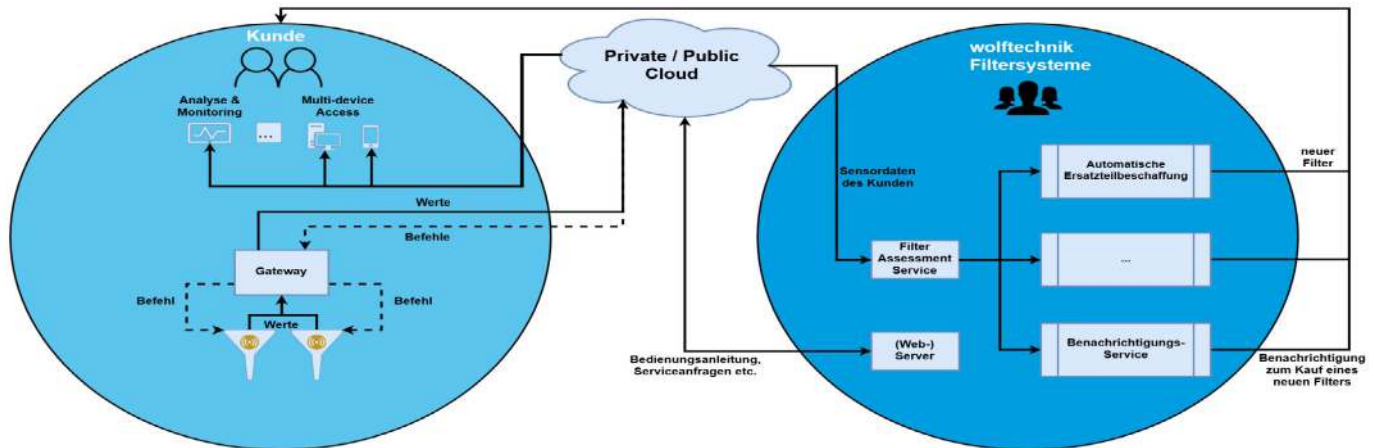 Kunde
Analyse &
Monitoring
Multi-device
Access
...
Private / Public
Cloud
wolftechnik
Filtersysteme
Werte
Befehle
Gateway
Befehl
Befehl
Werte
Sensordaten
des Kunden
Filter
Assessment
Service
(Web-)
Server
Bedienungsanleitung,
Serviceanfragen etc.
Automatische
Ersatzteilbeschaffung
...
Benachrichtigungs-
Service
neuer
Filter
Benachrichtigung
zum Kauf eines
neuen Filters